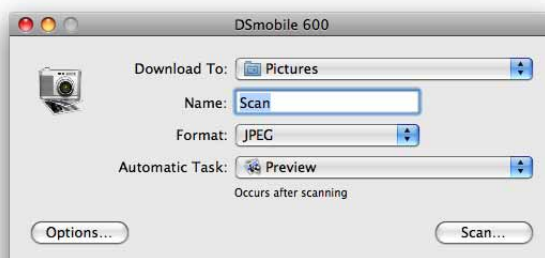 DSmobile 600
Download To: Pictures
Name: Scan
Format: JPEG
Automatic Task: Preview
Occurs after scanning
Options... Scan...